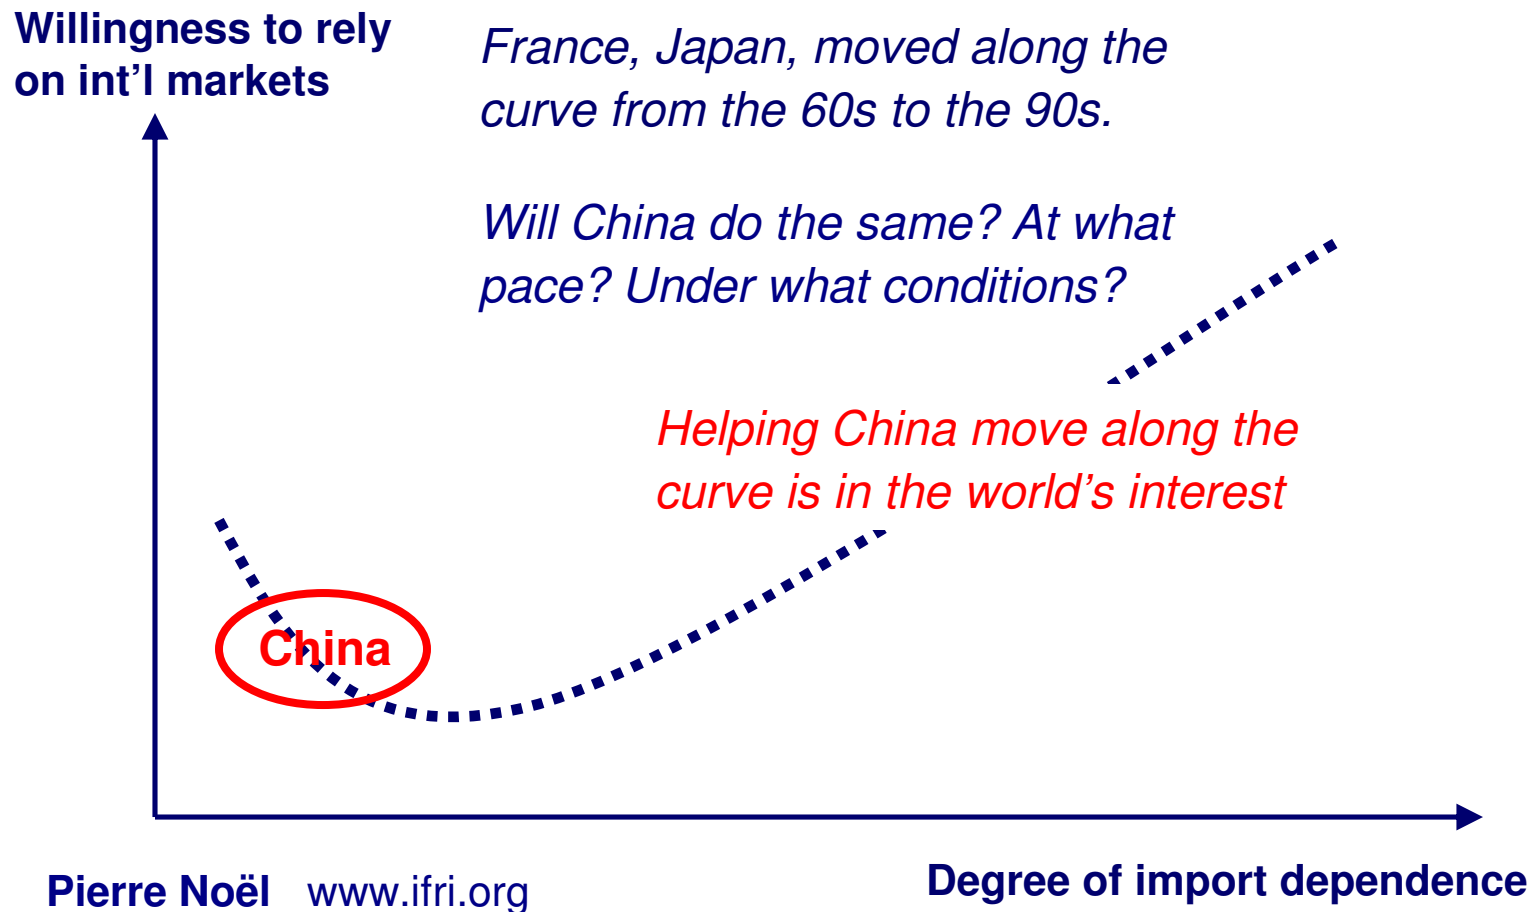 Willingness to rely
on int'l markets
France, Japan, moved along the
curve from the 60s to the 90s.
Will China do the same? At what
pace? Under what conditions?
Helping China move along the
curve is in the world's interest
China
Degree of import dependence
Pierre Noël www.ifri.org